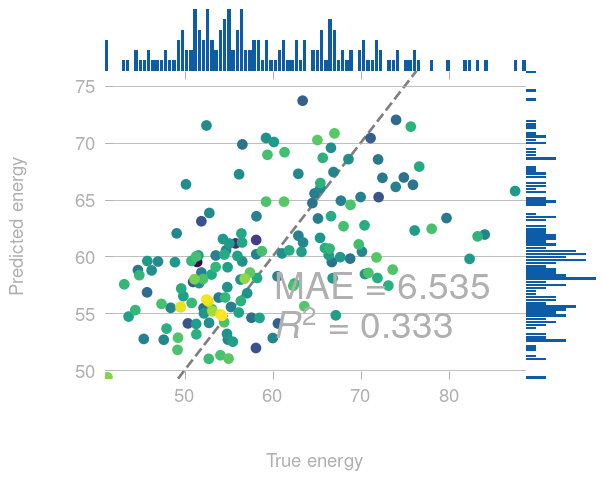 75
70
65
60
55
50
Predicted energy
MAE = 6.535
R² = 0.333
50 60 70 80
True energy